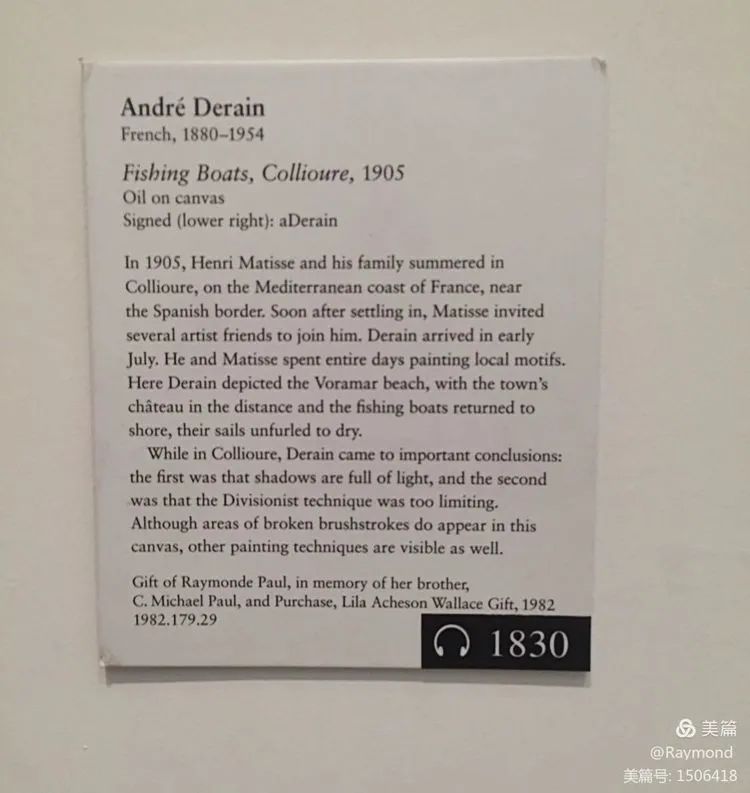 André Derain
French, 1880–1954
Fishing Boats, Collioure, 1905
Oil on canvas
Signed (lower right): aDerain
In 1905, Henri Matisse and his family summered in
Collioure, on the Mediterranean coast of France, near
the Spanish border. Soon after settling in, Matisse invited
several artist friends to join him. Derain arrived in early
July. He and Matisse spent entire days painting local motifs.
Here Derain depicted the Voramar beach, with the town's
château in the distance and the fishing boats returned to
shore, their sails unfurled to dry.
While in Collioure, Derain came to important conclusions:
the first was that shadows are full of light, and the second
was that the Divisionist technique was too limiting.
Although areas of broken brushstrokes do appear in this
canvas, other painting techniques are visible as well.
Gift of Raymonde Paul, in memory of her brother,
C. Michael Paul, and Purchase, Lila Acheson Wallace Gift, 1982
1982.179.29
1830
美篇
@Raymond
美篇号: 1506418